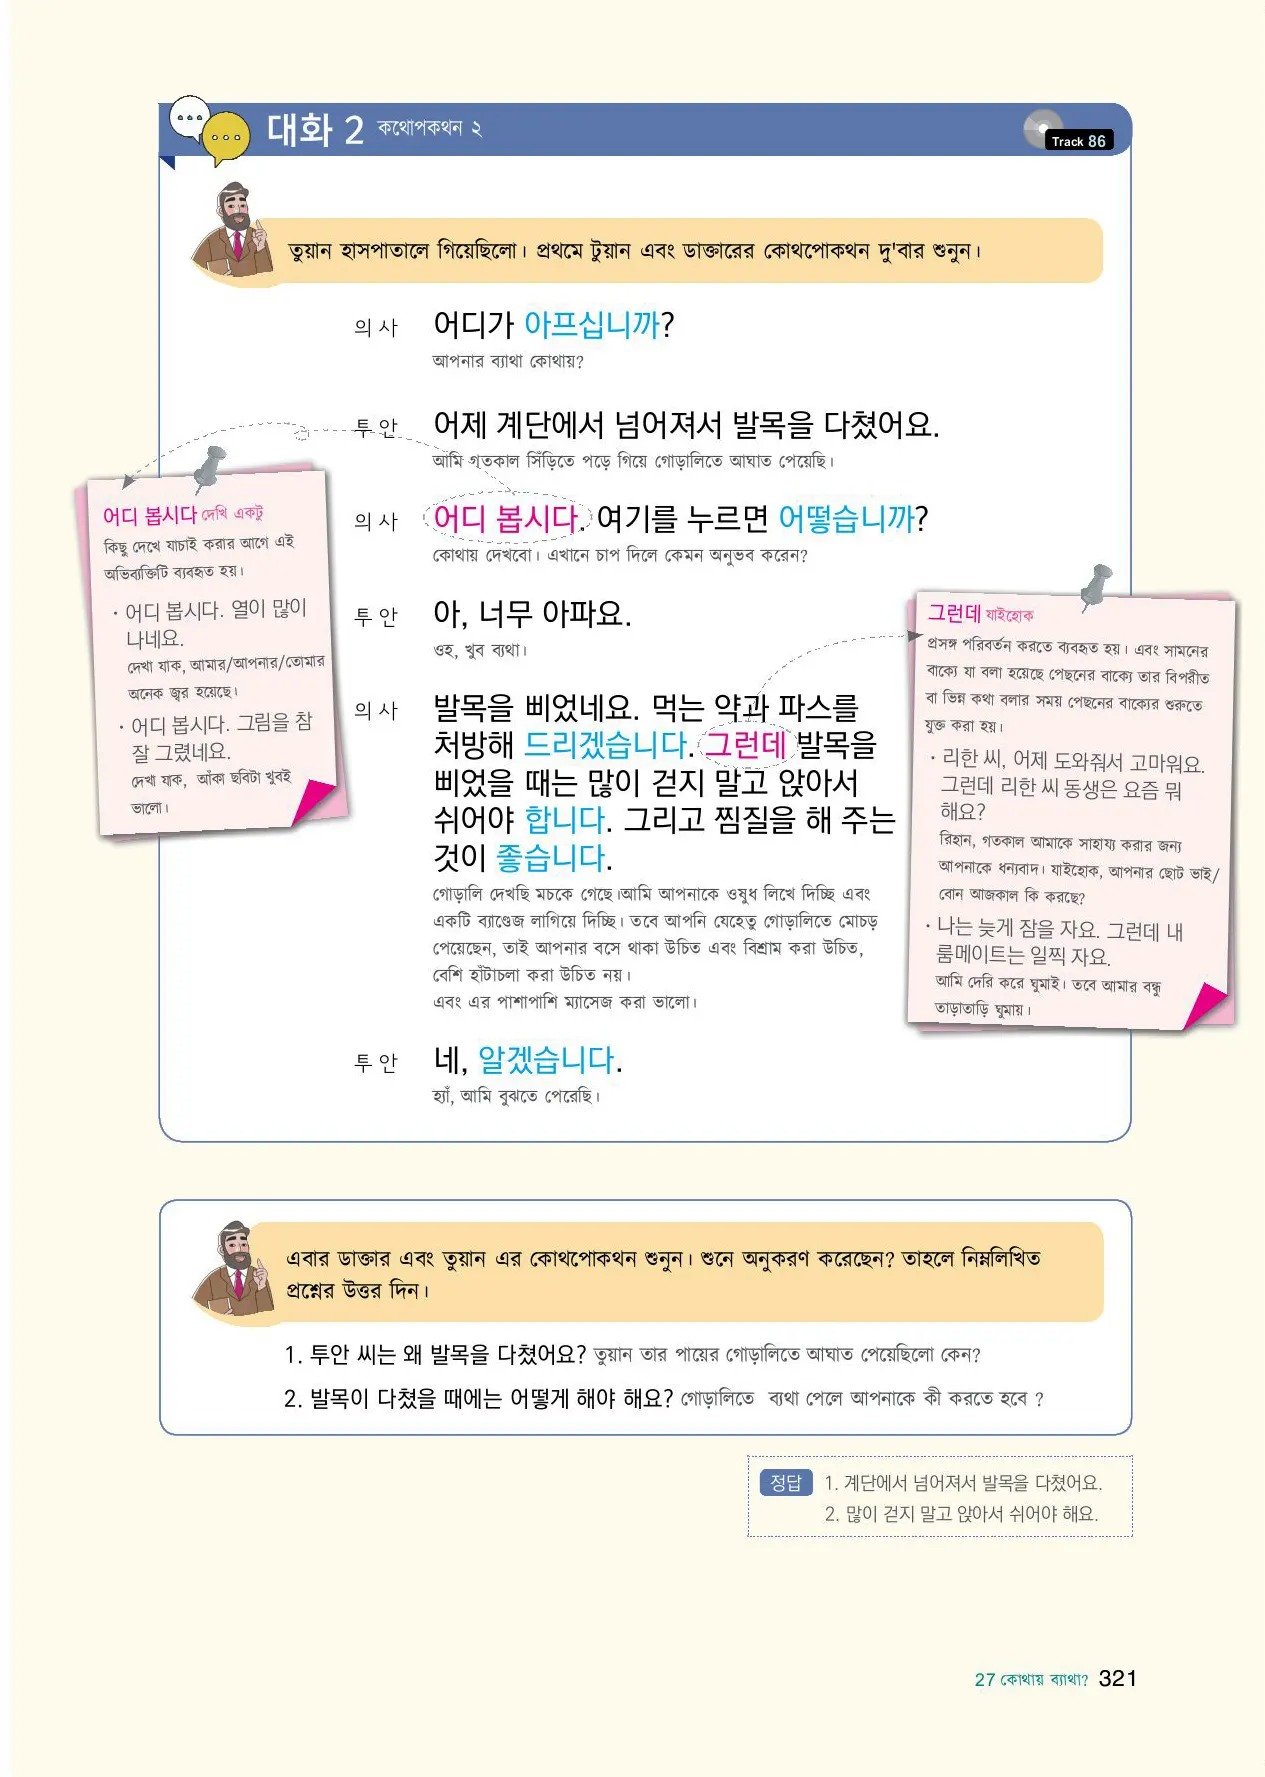 대화 2 কথোপকথন ২
Track 86
তুয়ান হাসপাতালে গিয়েছিলো। প্রথমে টুয়ান এবং ডাক্তারের কোথপোকথন দু'বার শুনুন।
의 사 어디가 아프십니까?
আপনার ব্যাথা কোথায়?
투 안 어제 계단에서 넘어져서 발목을 다쳤어요.
আমি গতকাল সিঁড়িতে পড়ে গিয়ে গোড়ালিতে আঘাত পেয়েছি।
의 사 어디 봅시다. 여기를 누르면 어떻습니까?
কোথায় দেখবো। এখানে চাপ দিলে কেমন অনুভব করেন?
투 안 아, 너무 아파요.
ওহ, খুব ব্যথা।
의 사 발목을 삐었네요. 먹는 약과 파스를
처방해 드리겠습니다. 그런데 발목을
삐었을 때는 많이 걷지 말고 앉아서
쉬어야 합니다. 그리고 찜질을 해 주는
것이 좋습니다.
গোড়ালি দেখছি মচকে গেছে।আমি আপনাকে ওষুধ লিখে দিচ্ছি এবং
একটি ব্যাণ্ডেজ লাগিয়ে দিচ্ছি। তবে আপনি যেহেতু গোড়ালিতে মোচড়
পেয়েছেন, তাই আপনার বসে থাকা উচিত এবং বিশ্রাম করা উচিত,
বেশি হাঁটাচলা করা উচিত নয়।
এবং এর পাশাপাশি ম্যাসেজ করা ভালো।
투 안 네, 알겠습니다.
হ্যাঁ, আমি বুঝতে পেরেছি।
어디 봅시다 দেখি একটু
কিছু দেখে যাচাই করার আগে এই
অভিব্যক্তিটি ব্যবহৃত হয়।
· 어디 봅시다. 열이 많이
나네요.
দেখা যাক, আমার/আপনার/তোমার
অনেক জ্বর হয়েছে।
· 어디 봅시다. 그림을 참
잘 그렸네요.
দেখা যাক, আঁকা ছবিটা খুবই
ভালো।
그런데 যাইহোক
প্রসঙ্গ পরিবর্তন করতে ব্যবহৃত হয়। এবং সামনের
বাক্যে যা বলা হয়েছে পেছনের বাক্যে তার বিপরীত
বা ভিন্ন কথা বলার সময় পেছনের বাক্যের শুরুতে
যুক্ত করা হয়।
· 리한 씨, 어제 도와줘서 고마워요.
그런데 리한 씨 동생은 요즘 뭐
해요?
রিহান, গতকাল আমাকে সাহায্য করার জন্য
আপনাকে ধন্যবাদ। যাইহোক, আপনার ছোট ভাই/
বোন আজকাল কি করছে?
· 나는 늦게 잠을 자요. 그런데 내
룸메이트는 일찍 자요.
আমি দেরি করে ঘুমাই। তবে আমার বন্ধু
তাড়াতাড়ি ঘুমায়।
এবার ডাক্তার এবং তুয়ান এর কোথপোকথন শুনুন। শুনে অনুকরণ করেছেন? তাহলে নিম্নলিখিত
প্রশ্নের উত্তর দিন।
1. 투안 씨는 왜 발목을 다쳤어요? তুয়ান তার পায়ের গোড়ালিতে আঘাত পেয়েছিলো কেন?
2. 발목이 다쳤을 때에는 어떻게 해야 해요? গোড়ালিতে ব্যথা পেলে আপনাকে কী করতে হবে ?
정답 1. 계단에서 넘어져서 발목을 다쳤어요.
2. 많이 걷지 말고 앉아서 쉬어야 해요.
27 কোথায় ব্যাথা? 321